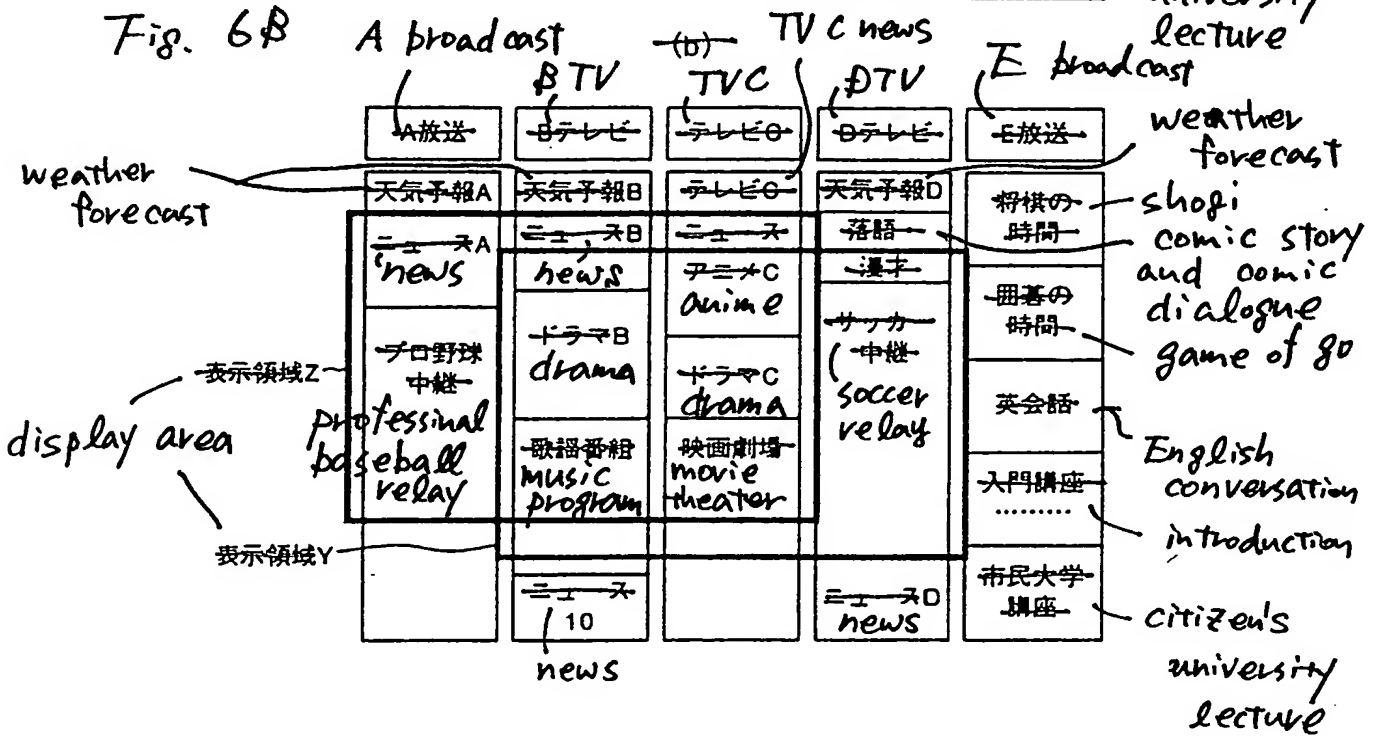 university
lecture
Fig. 6B
A broadcast
(b)
TV C news
B TV
TVC
DTV
E broadcast
A放送
Bテレビ
テレビC
Dテレビ
E放送
weather
forecast
weather
forecast
天気予報A
天気予報B
テレビC
ニュース
天気予報D
将棋の
時間
shogi
ニュースA
news
ニュースB
news
アニメC
anime
落語
漫才
comic story
and comic
dialogue
囲碁の
時間
game of go
表示領域Z
display area
プロ野球
中継
professinal
baseball
relay
ドラマB
drama
ドラマC
drama
サッカー
中継
soccer
relay
英会話
English
conversation
歌謡番組
music
program
映画劇場
movie
theater
入門講座
………
introduction
表示領域Y
ニュース
10
news
ニュースD
news
市民大学
講座
citizen's
university
lecture